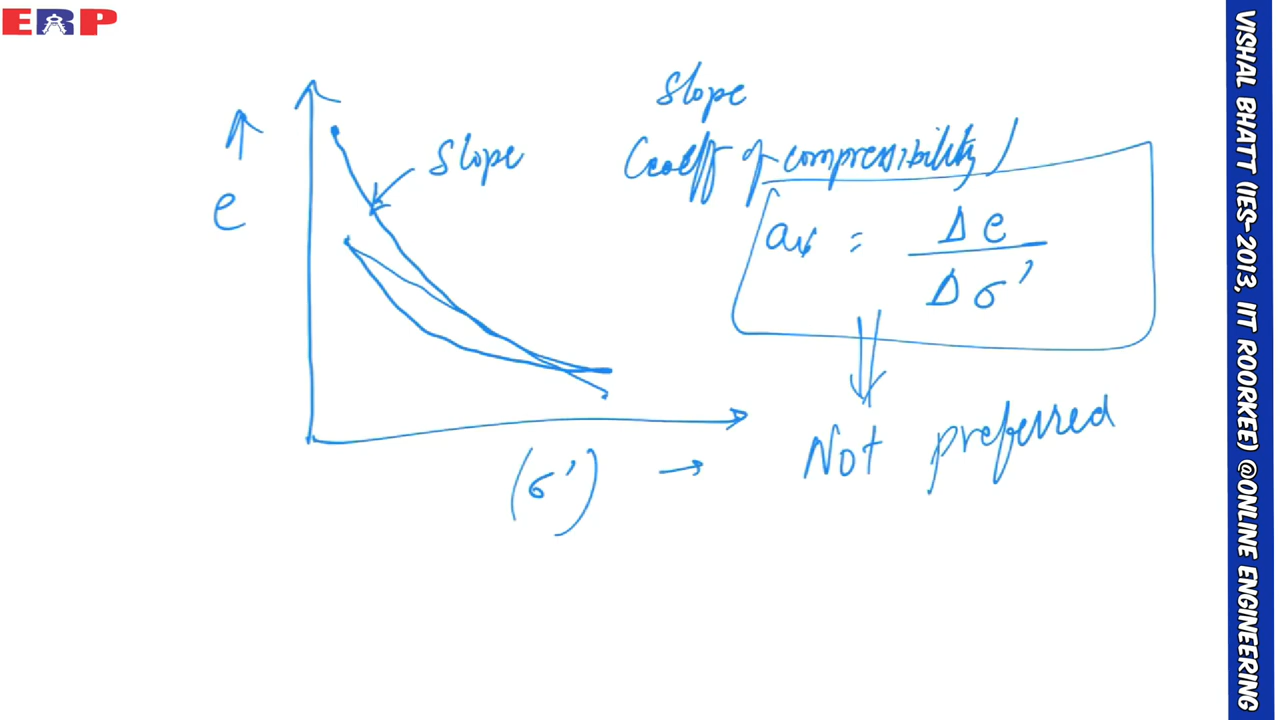 ERP
Slope
Coeff of compressibility
Slope
e
av = Δe / Δσ'
Not preferred
(σ') →
VISHAL BHATT (IES-2013, IIT ROORKEE) @ONLINE ENGINEERING